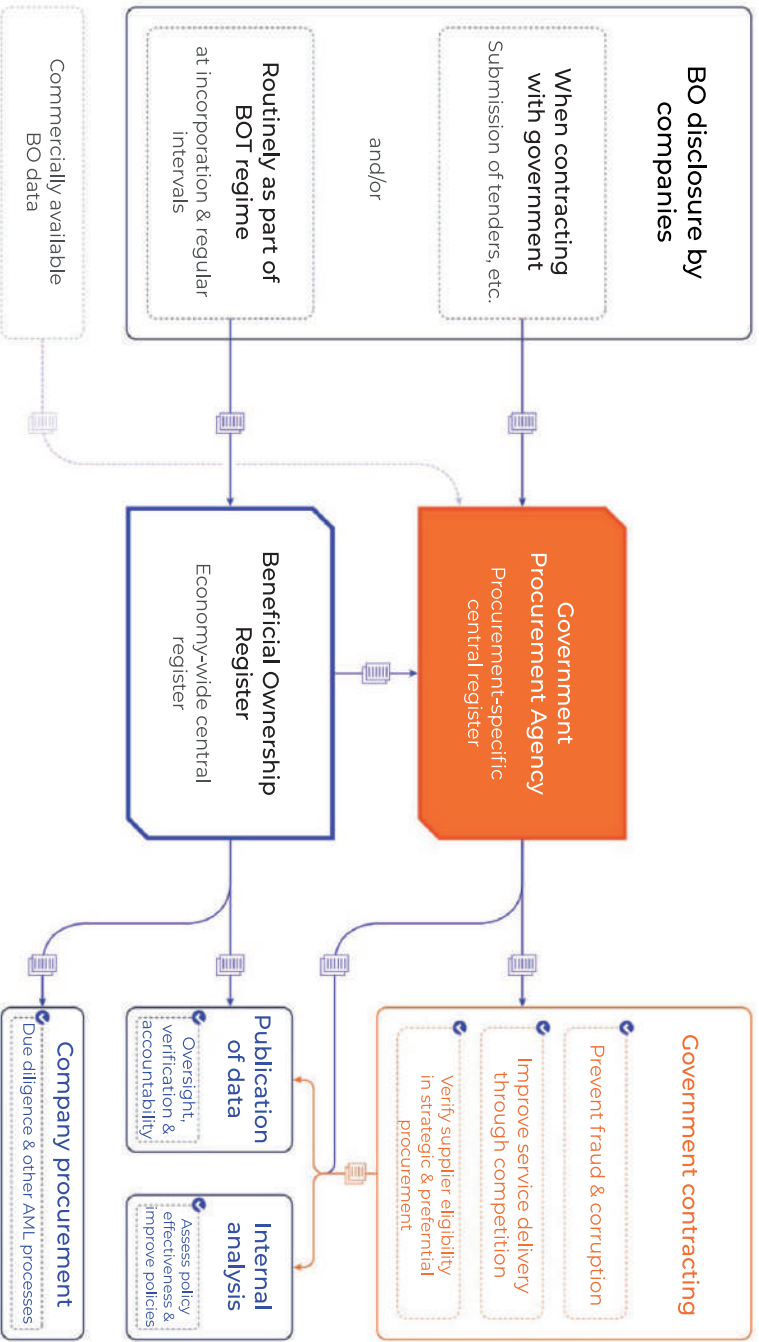 BO disclosure by
companies
When contracting
with government
Submission of tenders, etc.
and/or
Routinely as part of
BOT regime
at incorporation & regular
intervals
Commercially available
BO data
Government
Procurement Agency
Procurement-specific
central register
Beneficial Ownership
Register
Economy-wide central
register
Government contracting
Prevent fraud & corruption
Improve service delivery
through competition
Verify supplier eligibility
in strategic & preferntial
procurement
Publication
of data
Oversight,
verification &
accountability
Internal
analysis
Assess policy
effectiveness &
improve policies
Company procurement
Due diligence & other AML processes